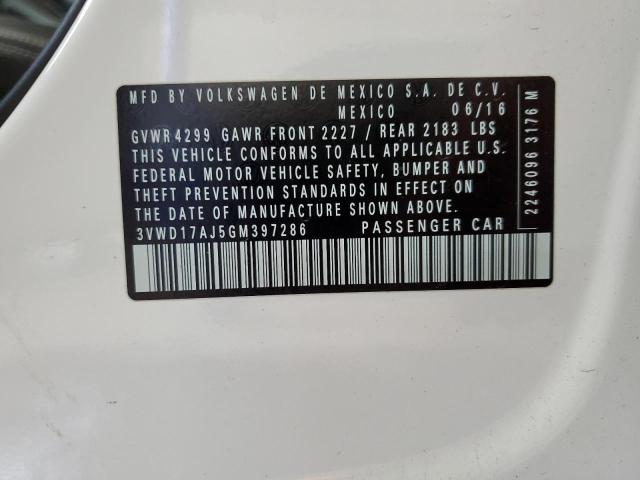 MFD BY VOLKSWAGEN DE MEXICO S.A. DE C.V.
MEXICO 06/16
GVWR 4299 GAWR FRONT 2227 / REAR 2183 LBS
THIS VEHICLE CONFORMS TO ALL APPLICABLE U.S.
FEDERAL MOTOR VEHICLE SAFETY, BUMPER AND
THEFT PREVENTION STANDARDS IN EFFECT ON
THE DATE OF MANUFACTURE SHOWN ABOVE.
3VWD17AJ5GM397286 PASSENGER CAR
2246096 3176 M